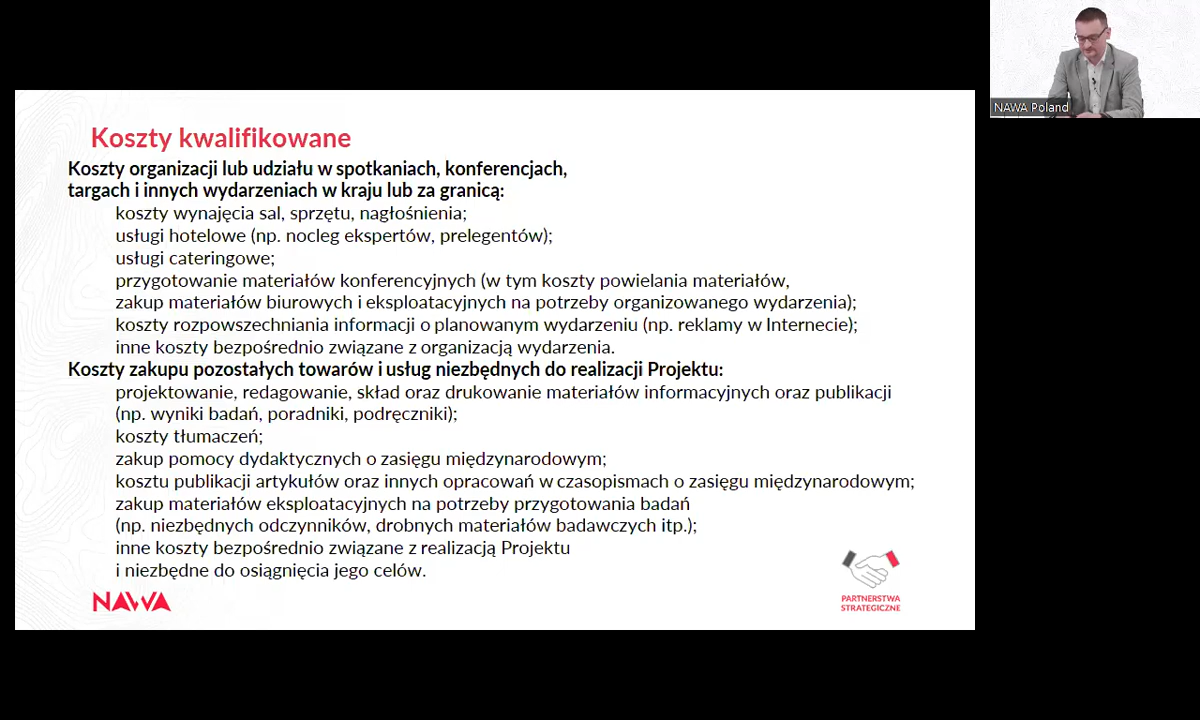 NAWA Poland
Koszty kwalifikowane
Koszty organizacji lub udziału w spotkaniach, konferencjach,
targach i innych wydarzeniach w kraju lub za granicą:
koszty wynajęcia sal, sprzętu, nagłośnienia;
usługi hotelowe (np. nocleg ekspertów, prelegentów);
usługi cateringowe;
przygotowanie materiałów konferencyjnych (w tym koszty powielania materiałów,
zakup materiałów biurowych i eksploatacyjnych na potrzeby organizowanego wydarzenia);
koszty rozpowszechniania informacji o planowanym wydarzeniu (np. reklamy w Internecie);
inne koszty bezpośrednio związane z organizacją wydarzenia.
Koszty zakupu pozostałych towarów i usług niezbędnych do realizacji Projektu:
projektowanie, redagowanie, skład oraz drukowanie materiałów informacyjnych oraz publikacji
(np. wyniki badań, poradniki, podręczniki);
koszty tłumaczeń;
zakup pomocy dydaktycznych o zasięgu międzynarodowym;
kosztu publikacji artykułów oraz innych opracowań w czasopismach o zasięgu międzynarodowym;
zakup materiałów eksploatacyjnych na potrzeby przygotowania badań
(np. niezbędnych odczynników, drobnych materiałów badawczych itp.);
inne koszty bezpośrednio związane z realizacją Projektu
i niezbędne do osiągnięcia jego celów.
NAWA
PARTNERSTWA
STRATEGICZNE